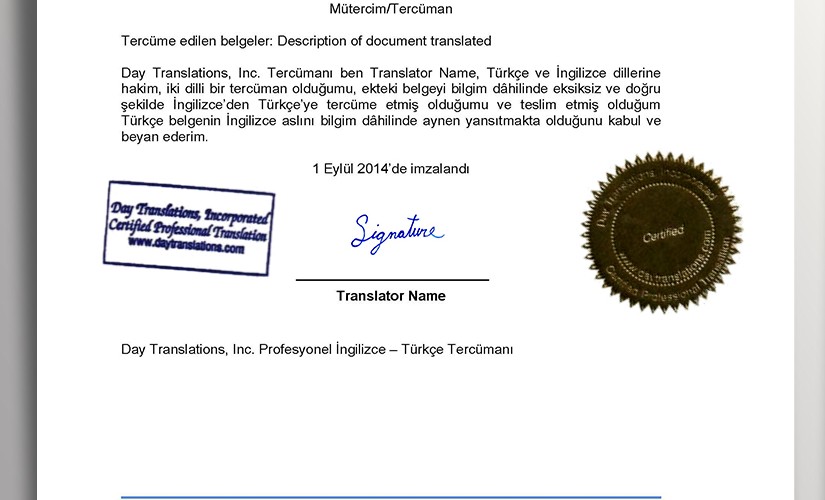 Mütercim/Tercüman
Tercüme edilen belgeler: Description of document translated
Day Translations, Inc. Tercümanı ben Translator Name, Türkçe ve İngilizce dillerine
hakim, iki dilli bir tercüman olduğumu, ekteki belgeyi bilgim dâhilinde eksiksiz ve doğru
şekilde İngilizce'den Türkçe'ye tercüme etmiş olduğumu ve teslim etmiş olduğum
Türkçe belgenin İngilizce aslını bilgim dâhilinde aynen yansıtmakta olduğunu kabul ve
beyan ederim.
1 Eylül 2014'de imzalandı
Day Translations, Incorporated
Certified Professional Translation
www.daytranslations.com
Signature
Day Translations Incorporated
Certified
www.daytranslations.com
Certified Professional Translation
Translator Name
Day Translations, Inc. Profesyonel İngilizce – Türkçe Tercümanı